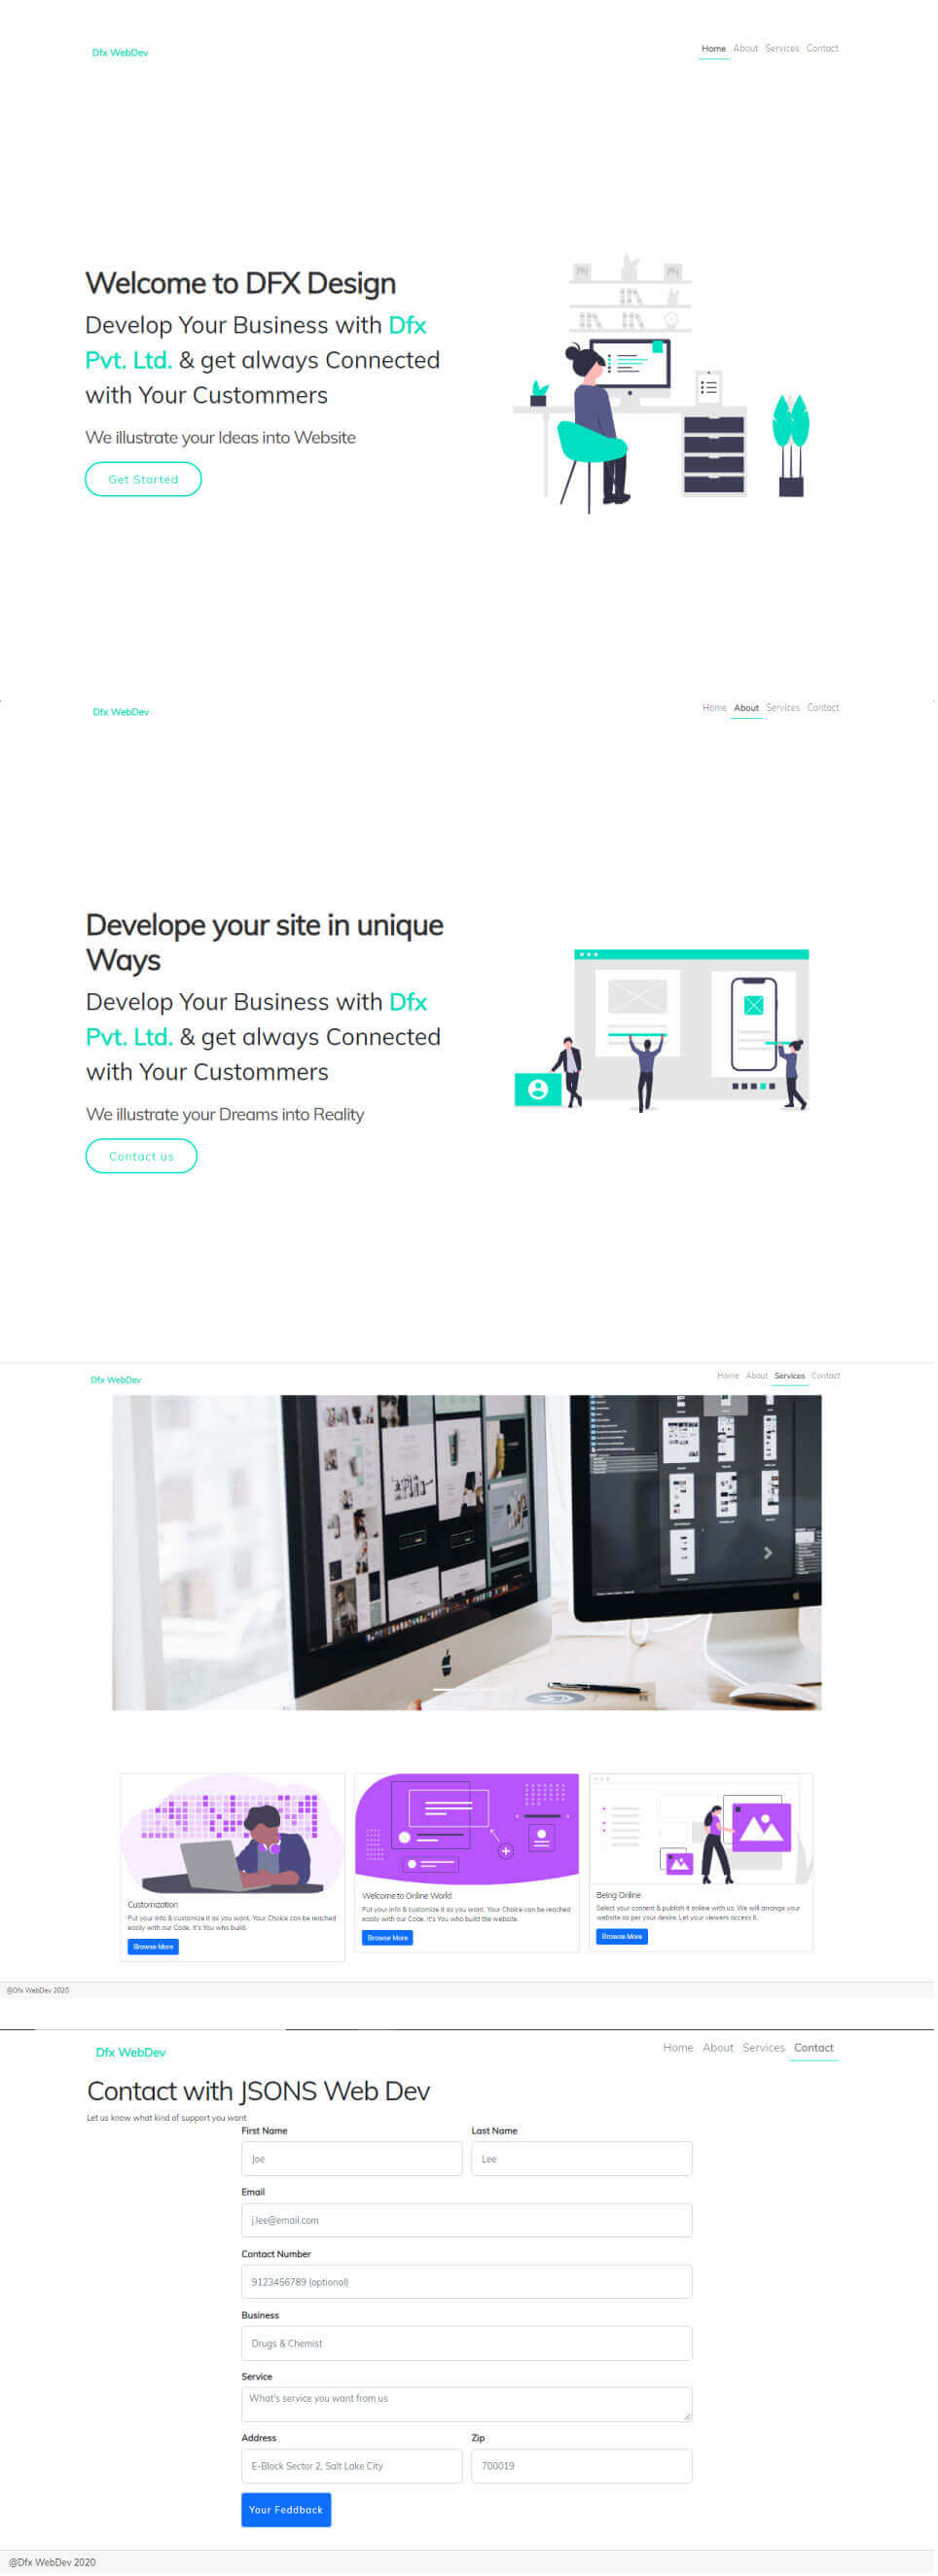 Dfx WebDev
Home About Services Contact
Welcome to DFX Design
Develop Your Business with Dfx
Pvt. Ltd. & get always Connected
with Your Custommers
We illustrate your Ideas into Website
Get Started
Dfx WebDev
Home About Services Contact
Develope your site in unique
Ways
Develop Your Business with Dfx
Pvt. Ltd. & get always Connected
with Your Custommers
We illustrate your Dreams into Reality
Contact us
Dfx WebDev
Home About Services Contact
Customization
Put your info & customize it as you want. Your Choice can be reached
easily with our Code. It's You who build.
Browse More
Welcome to Online World
Put your info & customize it as you want. Your Choice can be reached
easily with our Code. It's You who build the website.
Browse More
Being Online
Select your content & publish it online with us. We will arrange your
website as per your desire. Let your viewers access it.
Browse More
@Dfx WebDev 2020
Dfx WebDev
Home About Services Contact
Contact with JSONS Web Dev
Let us know what kind of support you want
First Name Last Name
Joe Lee
Email
j.lee@email.com
Contact Number
9123456789 (optional)
Business
Drugs & Chemist
Service
What's service you want from us
Address Zip
E-Block Sector 2, Salt Lake City 700019
Your Feddback
@Dfx WebDev 2020